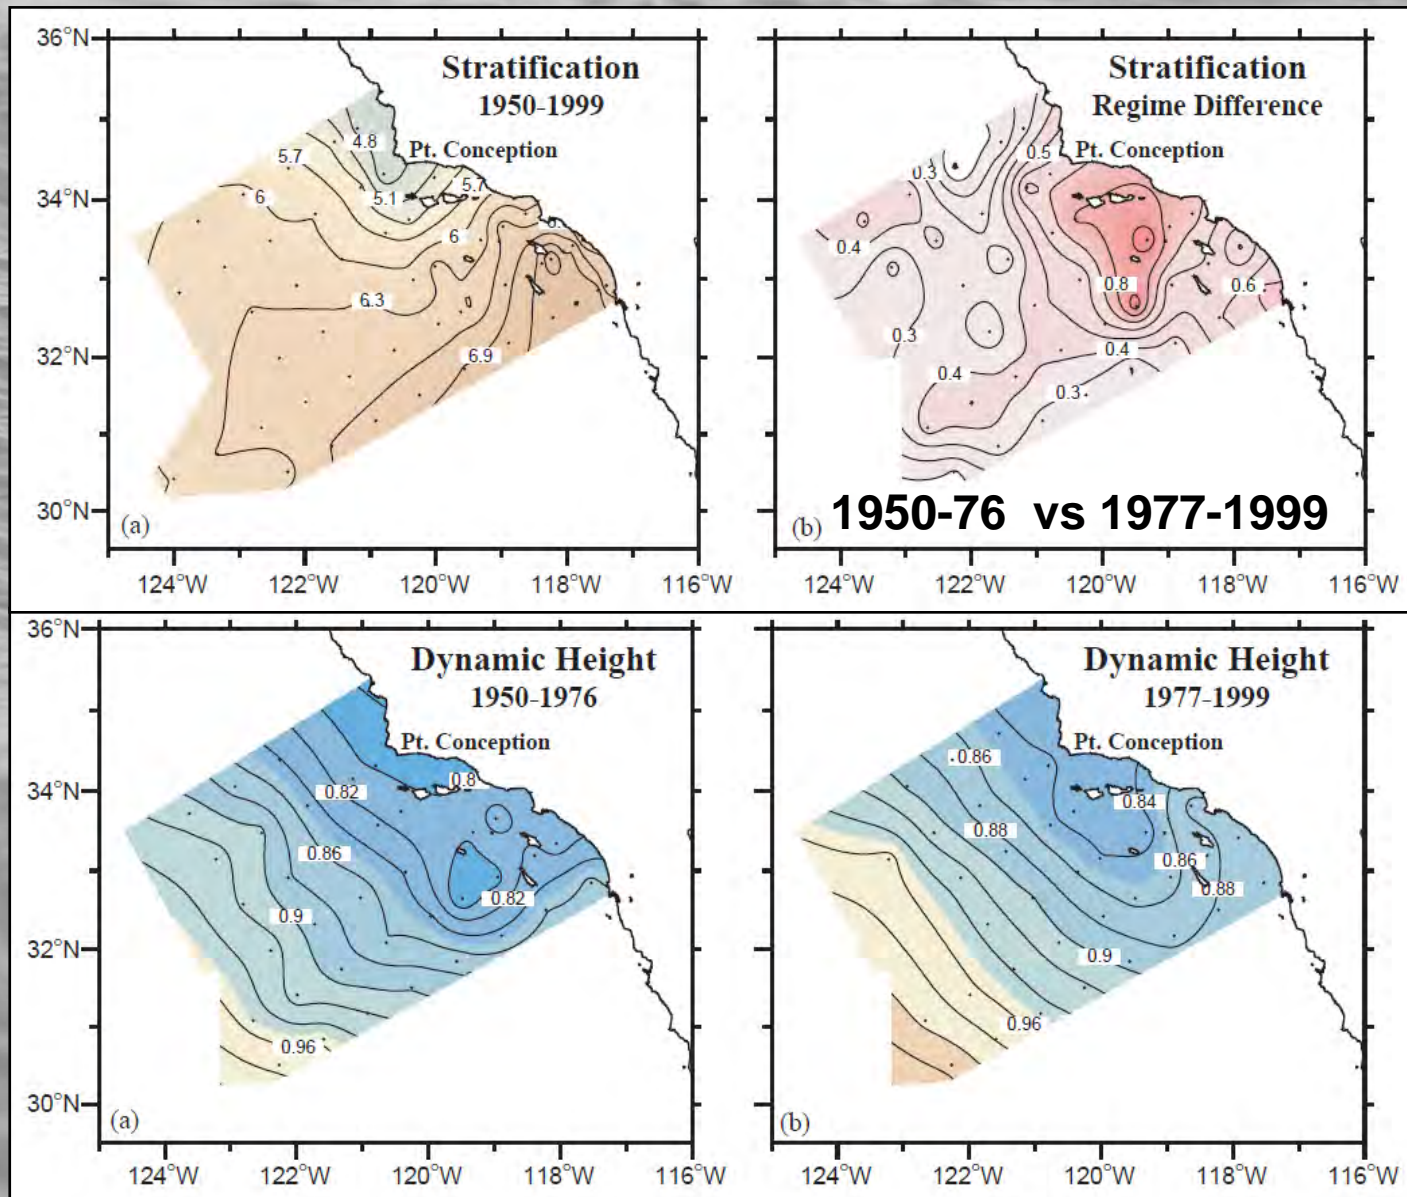 36°N
34°N
32°N
30°N
Stratification
1950-1999
Pt. Conception
4.8
5.7
5.1
5.7
6
6
6.3
6.9
(a)
124°W 122°W 120°W 118°W 116°W
Stratification
Regime Difference
Pt. Conception
0.5
0.3
0.4
0.8
0.6
0.3
0.4
0.4
0.3
(b) 1950-76 vs 1977-1999
124°W 122°W 120°W 118°W 116°W
36°N
34°N
32°N
30°N
Dynamic Height
1950-1976
Pt. Conception
0.8
0.82
0.86
0.82
0.9
0.96
(a)
124°W 122°W 120°W 118°W 116°W
Dynamic Height
1977-1999
Pt. Conception
0.86
0.84
0.88
0.86
0.88
0.9
0.96
(b)
124°W 122°W 120°W 118°W 116°W